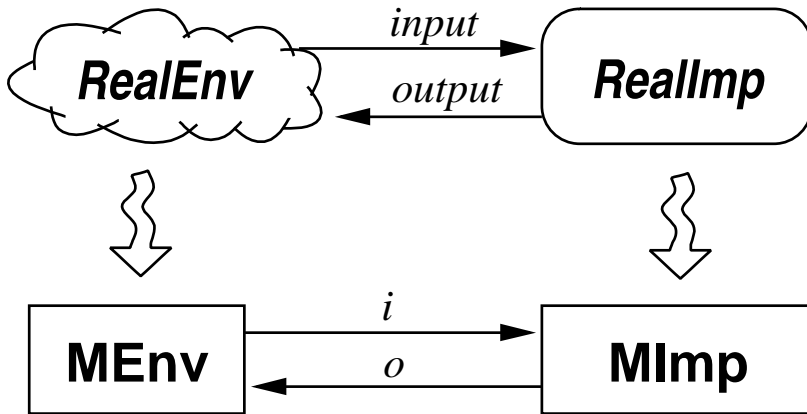 input
RealEnv
RealImp
output
i
MEnv
MImp
o